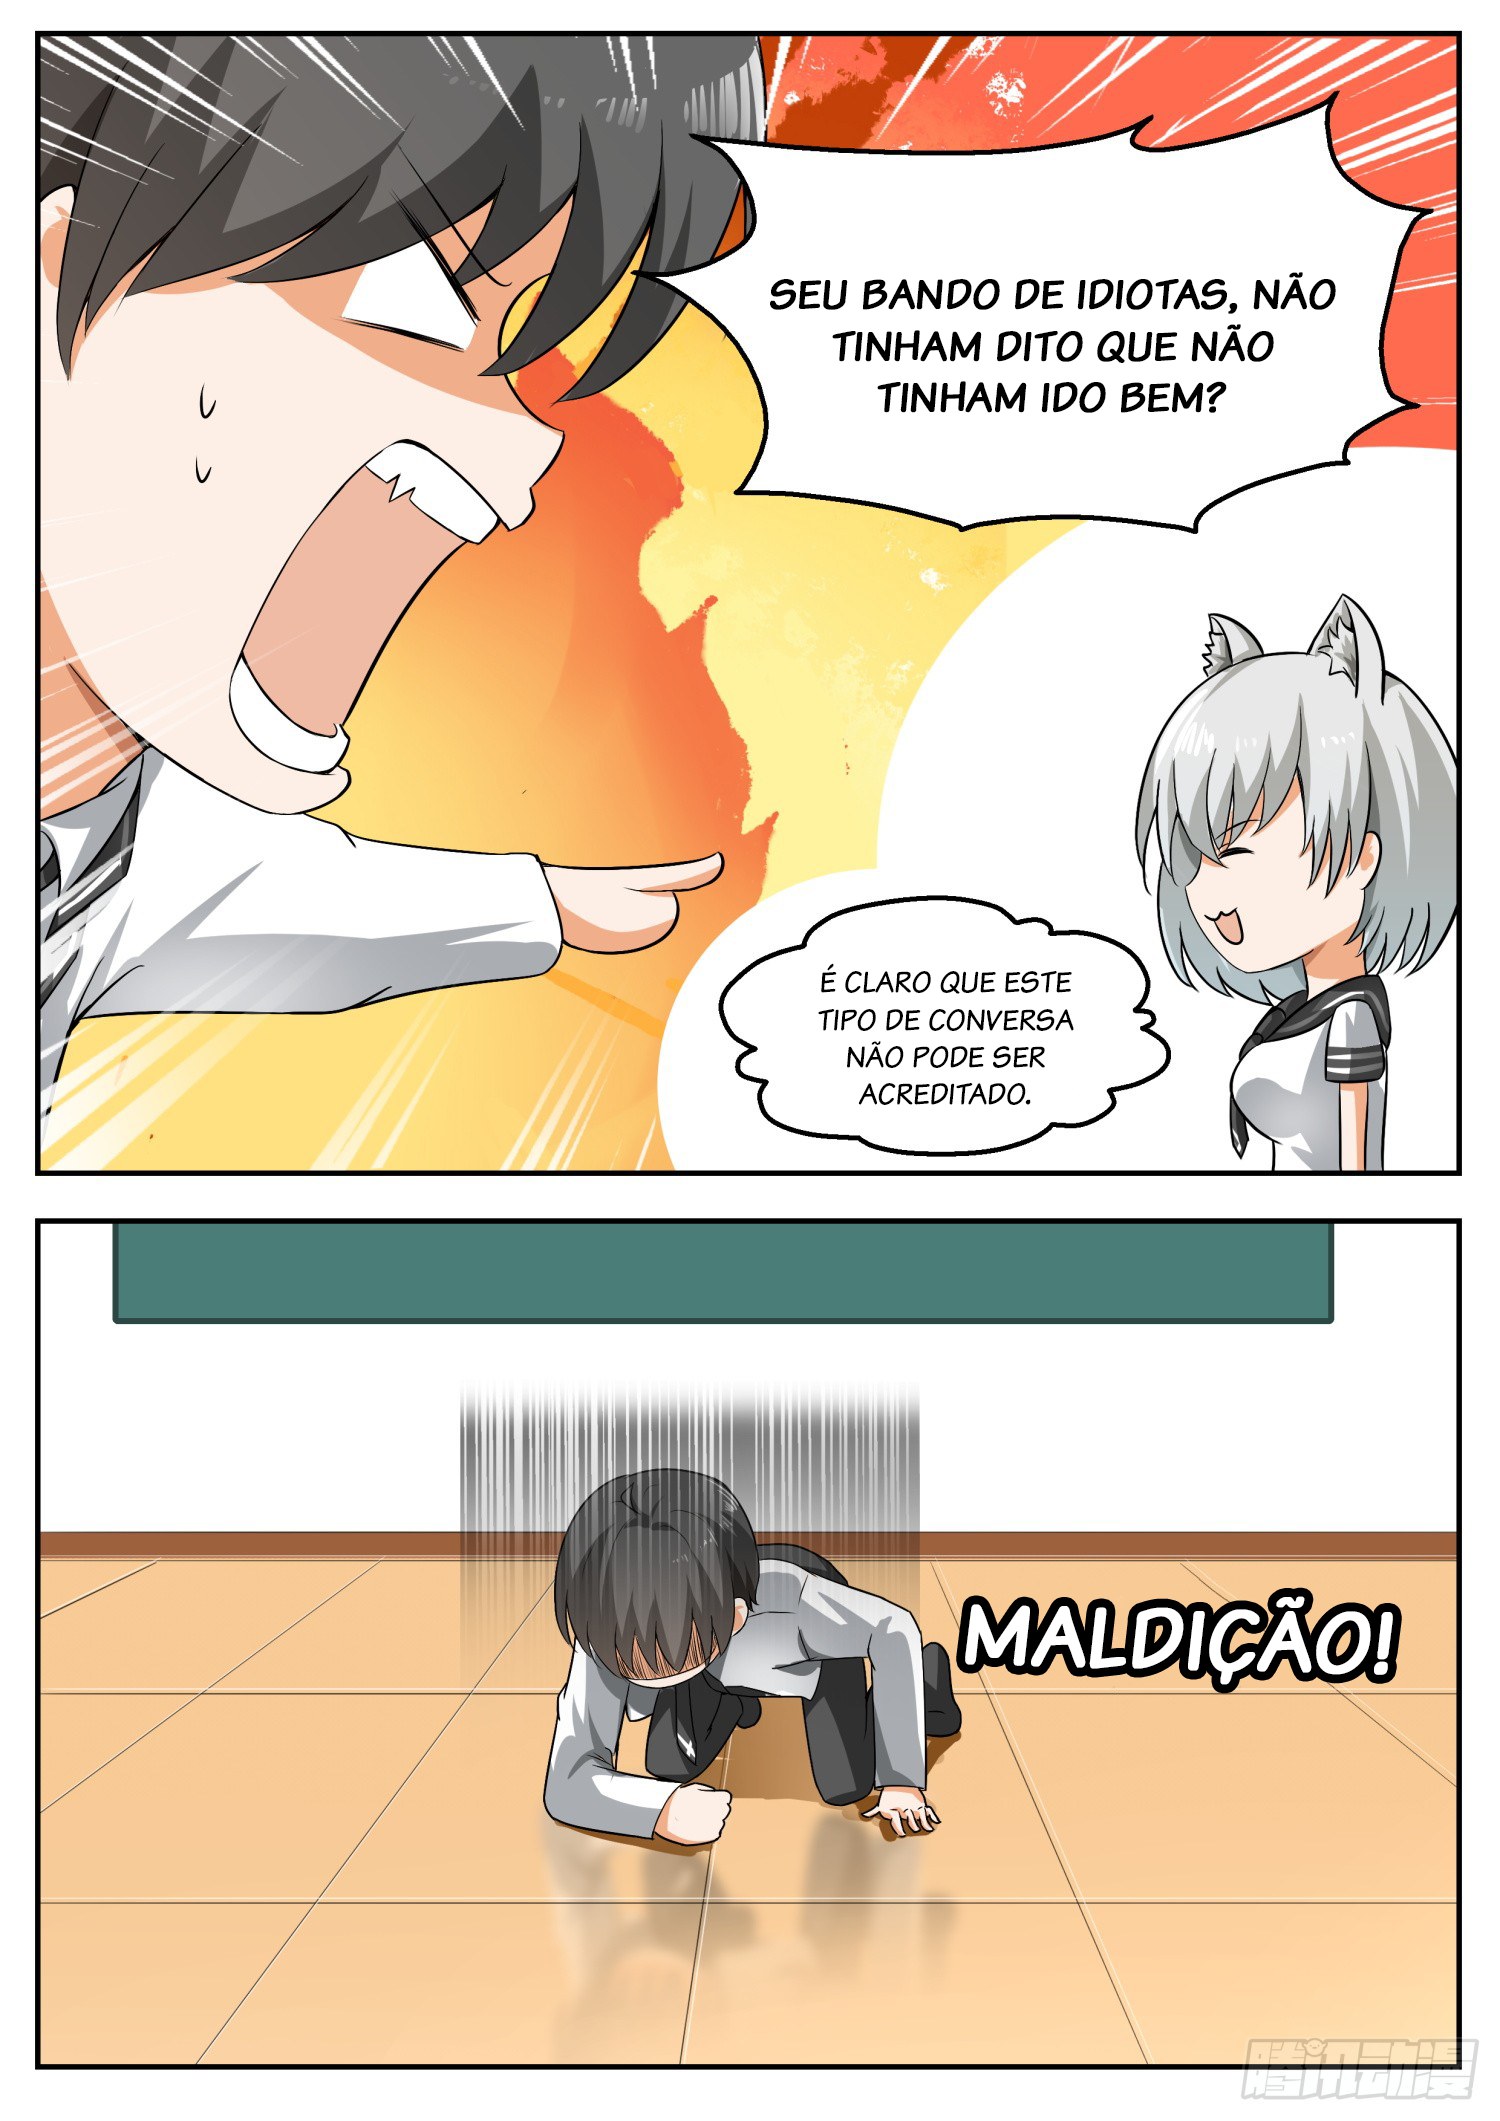 SEU BANDO DE IDIOTAS, NÃO
TINHAM DITO QUE NÃO
TINHAM IDO BEM?
É CLARO QUE ESTE
TIPO DE CONVERSA
NÃO PODE SER
ACREDITADO.
MALDIÇÃO!
腾讯动漫